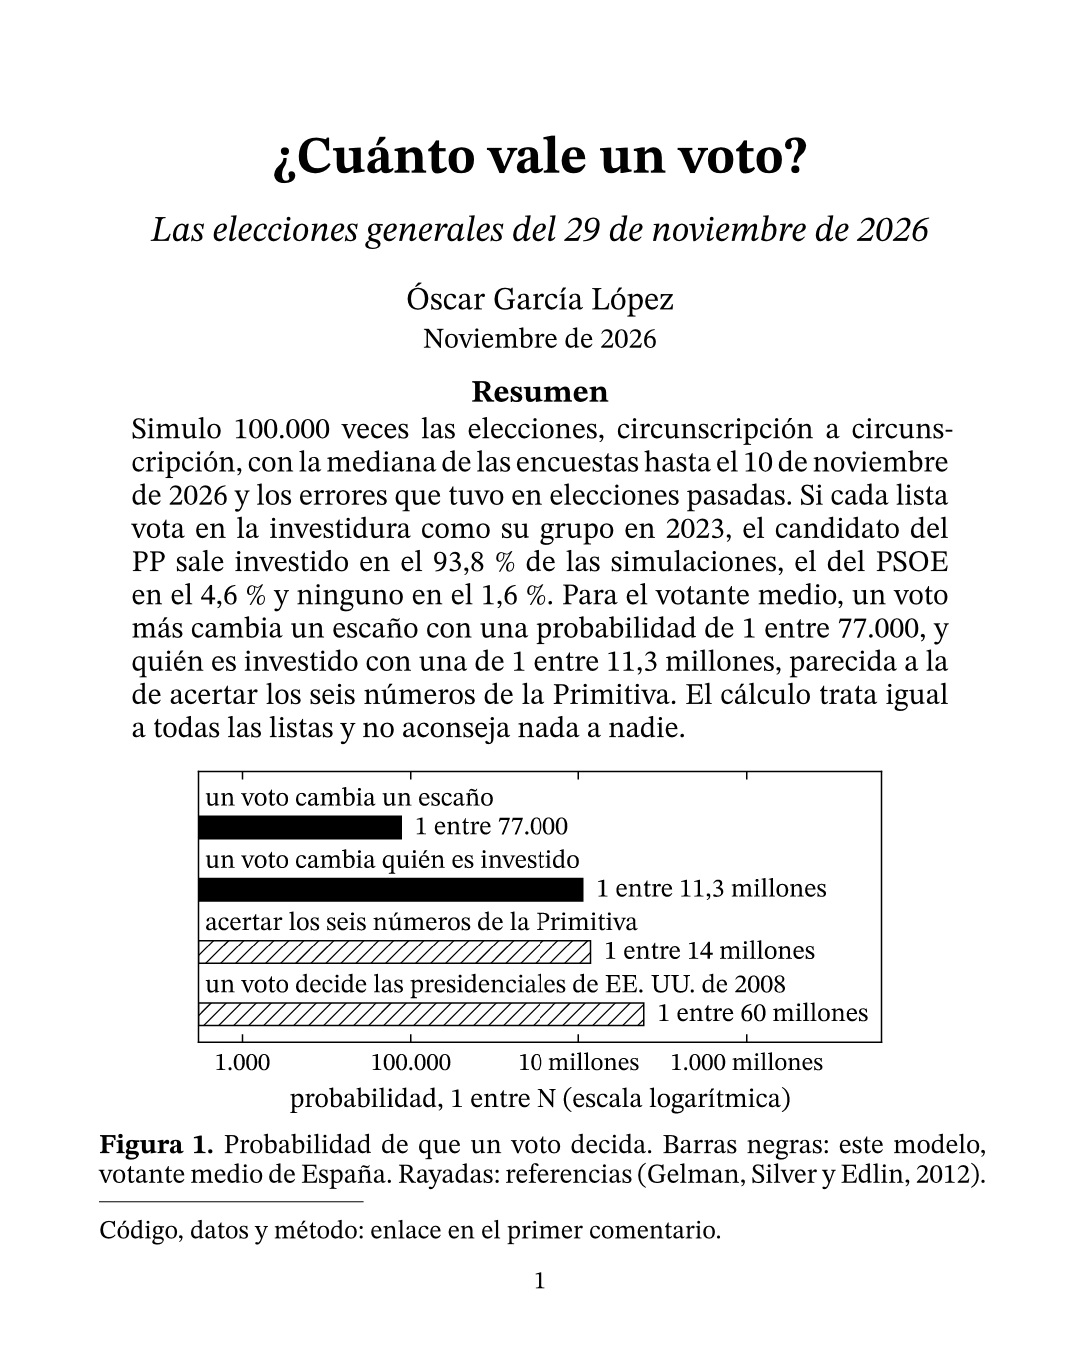 ¿Cuánto vale un voto?
Las elecciones generales del 29 de noviembre de 2026
Óscar García López
Noviembre de 2026
Resumen
Simulo 100.000 veces las elecciones, circunscripción a circuns-
cripción, con la mediana de las encuestas hasta el 10 de noviembre
de 2026 y los errores que tuvo en elecciones pasadas. Si cada lista
vota en la investidura como su grupo en 2023, el candidato del
PP sale investido en el 93,8 % de las simulaciones, el del PSOE
en el 4,6 % y ninguno en el 1,6 %. Para el votante medio, un voto
más cambia un escaño con una probabilidad de 1 entre 77.000, y
quién es investido con una de 1 entre 11,3 millones, parecida a la
de acertar los seis números de la Primitiva. El cálculo trata igual
a todas las listas y no aconseja nada a nadie.
un voto cambia un escaño
1 entre 77.000
un voto cambia quién es investido
1 entre 11,3 millones
acertar los seis números de la Primitiva
1 entre 14 millones
un voto decide las presidenciales de EE. UU. de 2008
1 entre 60 millones
1.000 100.000 10 millones 1.000 millones
probabilidad, 1 entre N (escala logarítmica)
Figura 1. Probabilidad de que un voto decida. Barras negras: este modelo,
votante medio de España. Rayadas: referencias (Gelman, Silver y Edlin, 2012).
Código, datos y método: enlace en el primer comentario.
1